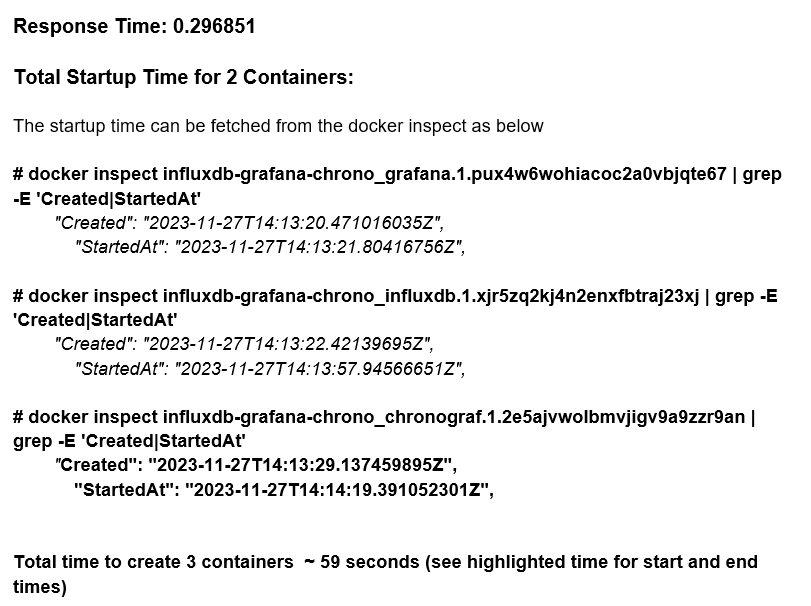 Response Time: 0.296851
Total Startup Time for 2 Containers:
The startup time can be fetched from the docker inspect as below
# docker inspect influxdb-grafana-chrono_grafana.1.pux4w6wohiacoc2a0vbjqte67 | grep
-E 'Created|StartedAt'
"Created": "2023-11-27T14:13:20.471016035Z",
"StartedAt": "2023-11-27T14:13:21.80416756Z",
# docker inspect influxdb-grafana-chrono_influxdb.1.xjr5zq2kj4n2enxfbtraj23xj | grep -E
'Created|StartedAt'
"Created": "2023-11-27T14:13:22.42139695Z",
"StartedAt": "2023-11-27T14:13:57.94566651Z",
# docker inspect influxdb-grafana-chrono_chronograf.1.2e5ajvwolbmvjigv9a9zzr9an |
grep -E 'Created|StartedAt'
"Created": "2023-11-27T14:13:29.137459895Z",
"StartedAt": "2023-11-27T14:14:19.391052301Z",
Total time to create 3 containers  ~ 59 seconds (see highlighted time for start and end
times)